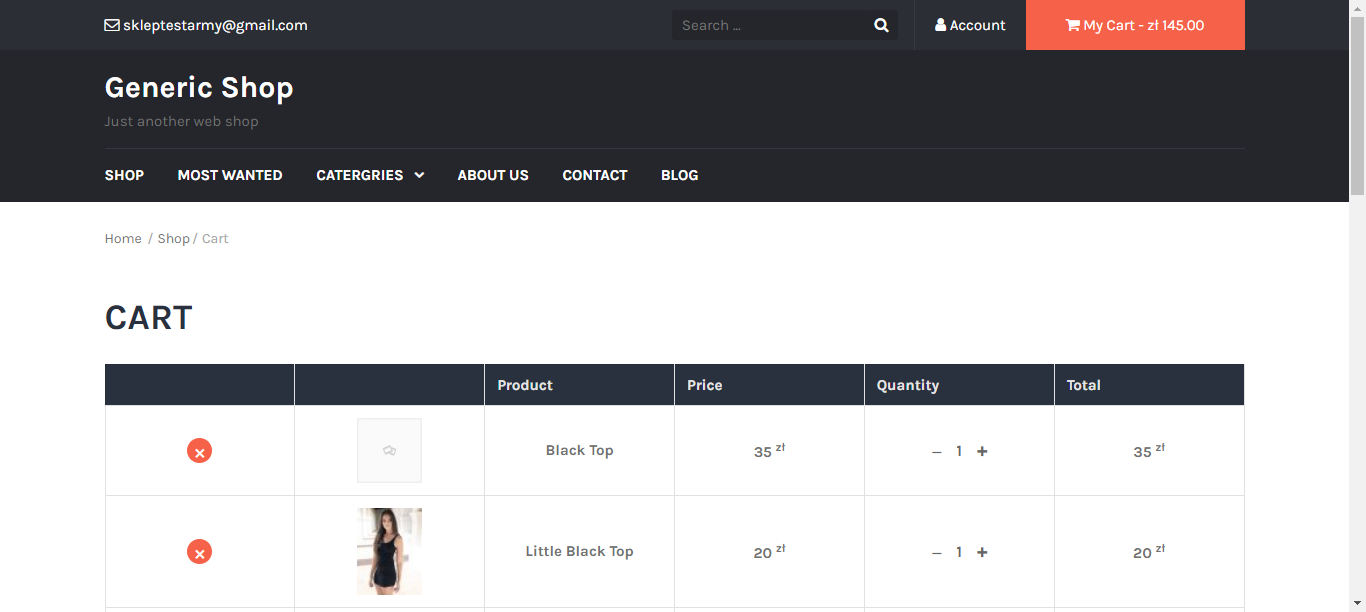 skleptestarmy@gmail.com
Search ...
Account
My Cart - zł 145.00
Generic Shop
Just another web shop
SHOP MOST WANTED CATERGRIES ABOUT US CONTACT BLOG
Home / Shop / Cart
CART
Product Price Quantity Total
Black Top 35 zł – 1 + 35 zł
Little Black Top 20 zł – 1 + 20 zł